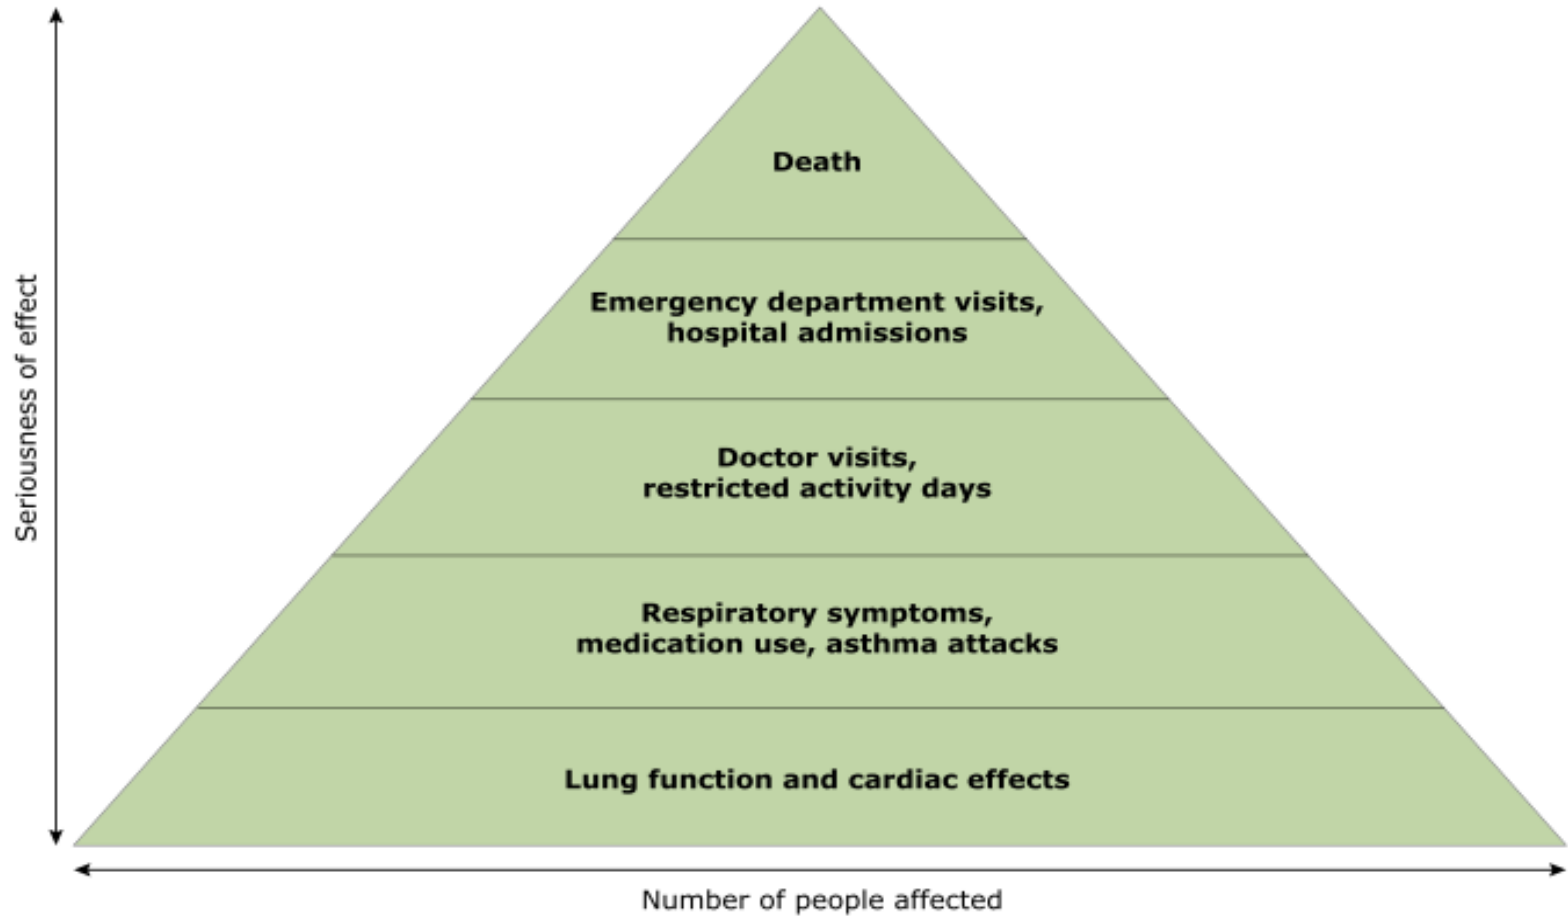 Death
Emergency department visits,
hospital admissions
Doctor visits,
restricted activity days
Respiratory symptoms,
medication use, asthma attacks
Lung function and cardiac effects
Seriousness of effect
Number of people affected